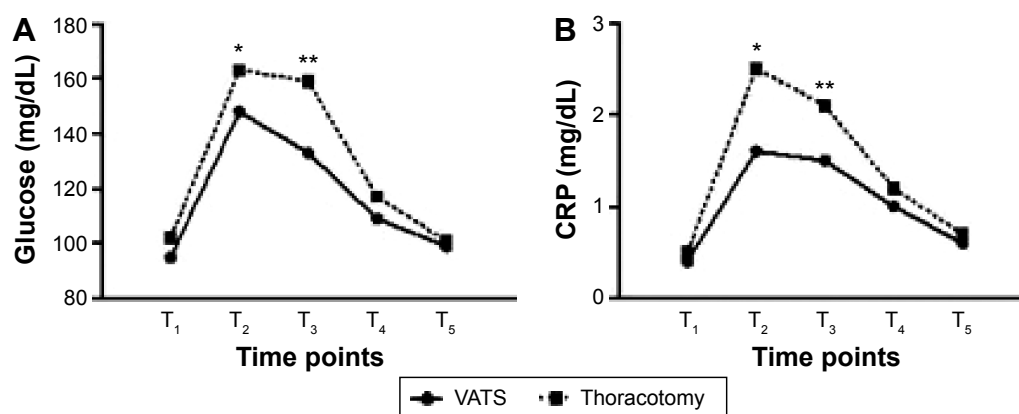 A
Glucose (mg/dL)
180
160
140
120
100
80
*
**
T₁ T₂ T₃ T₄ T₅
Time points
B
CRP (mg/dL)
3
2
1
0
*
**
T₁ T₂ T₃ T₄ T₅
Time points
VATS Thoracotomy